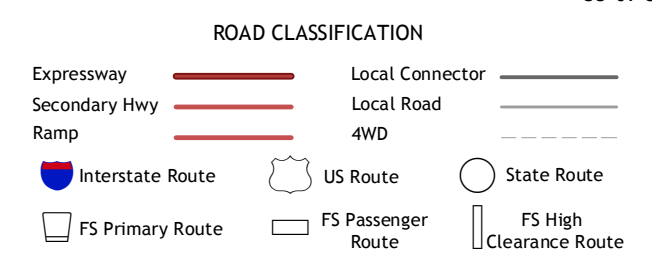 ROAD CLASSIFICATION
Expressway
Local Connector
Secondary Hwy
Local Road
Ramp
4WD
Interstate Route
US Route
State Route
FS Primary Route
FS Passenger
Route
FS High
Clearance Route